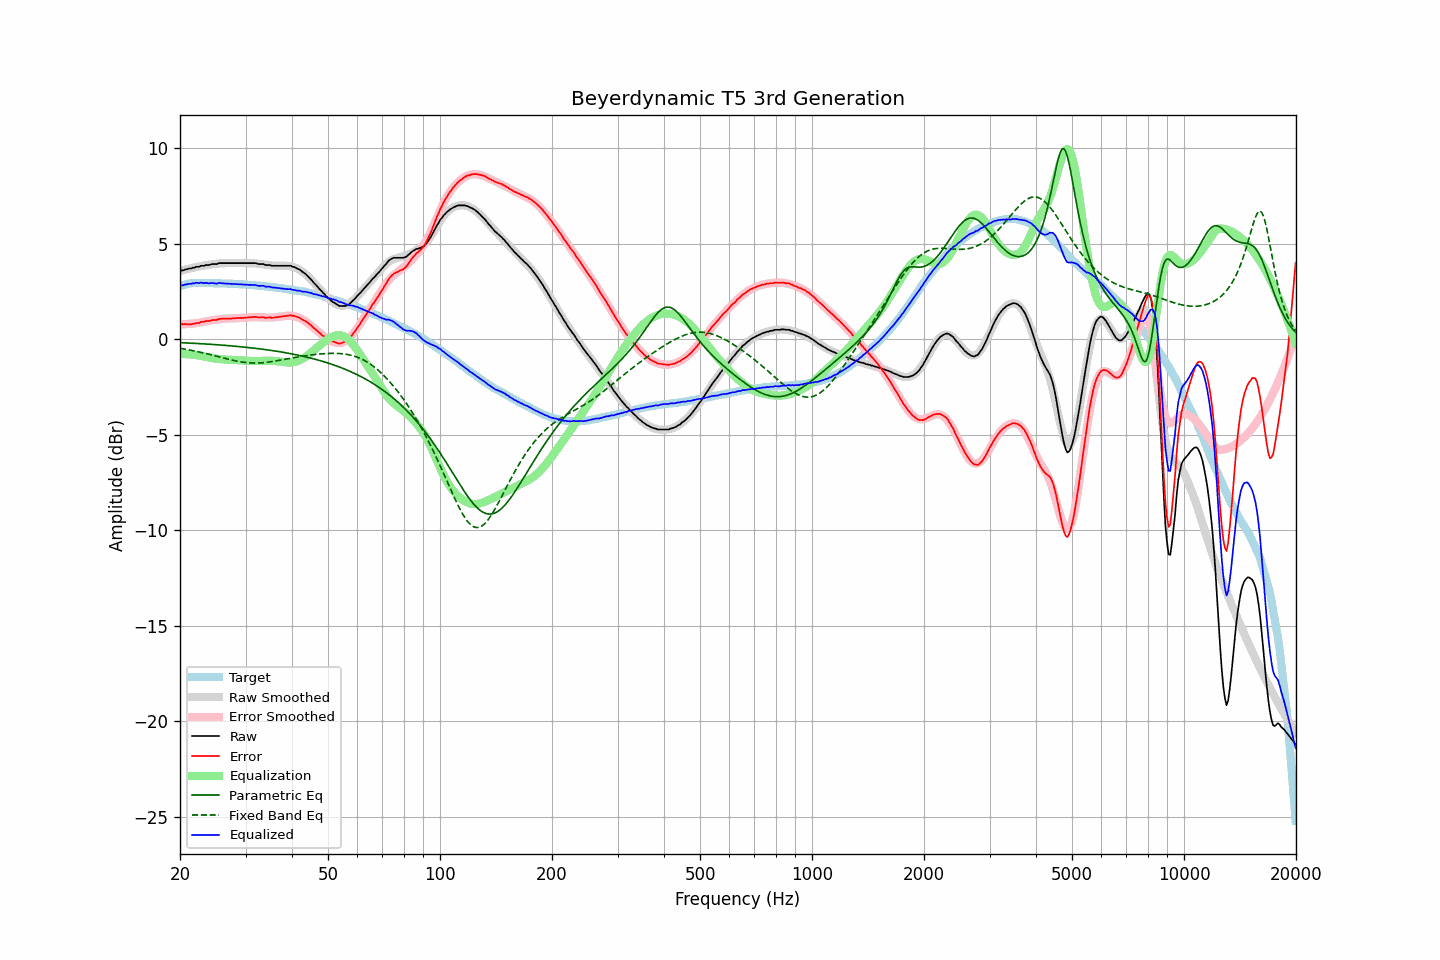 Beyerdynamic T5 3rd Generation
Amplitude (dBr)
10
5
0
−5
−10
−15
−20
−25
Target
Raw Smoothed
Error Smoothed
Raw
Error
Equalization
Parametric Eq
Fixed Band Eq
Equalized
20 50 100 200 500 1000 2000 5000 10000 20000
Frequency (Hz)